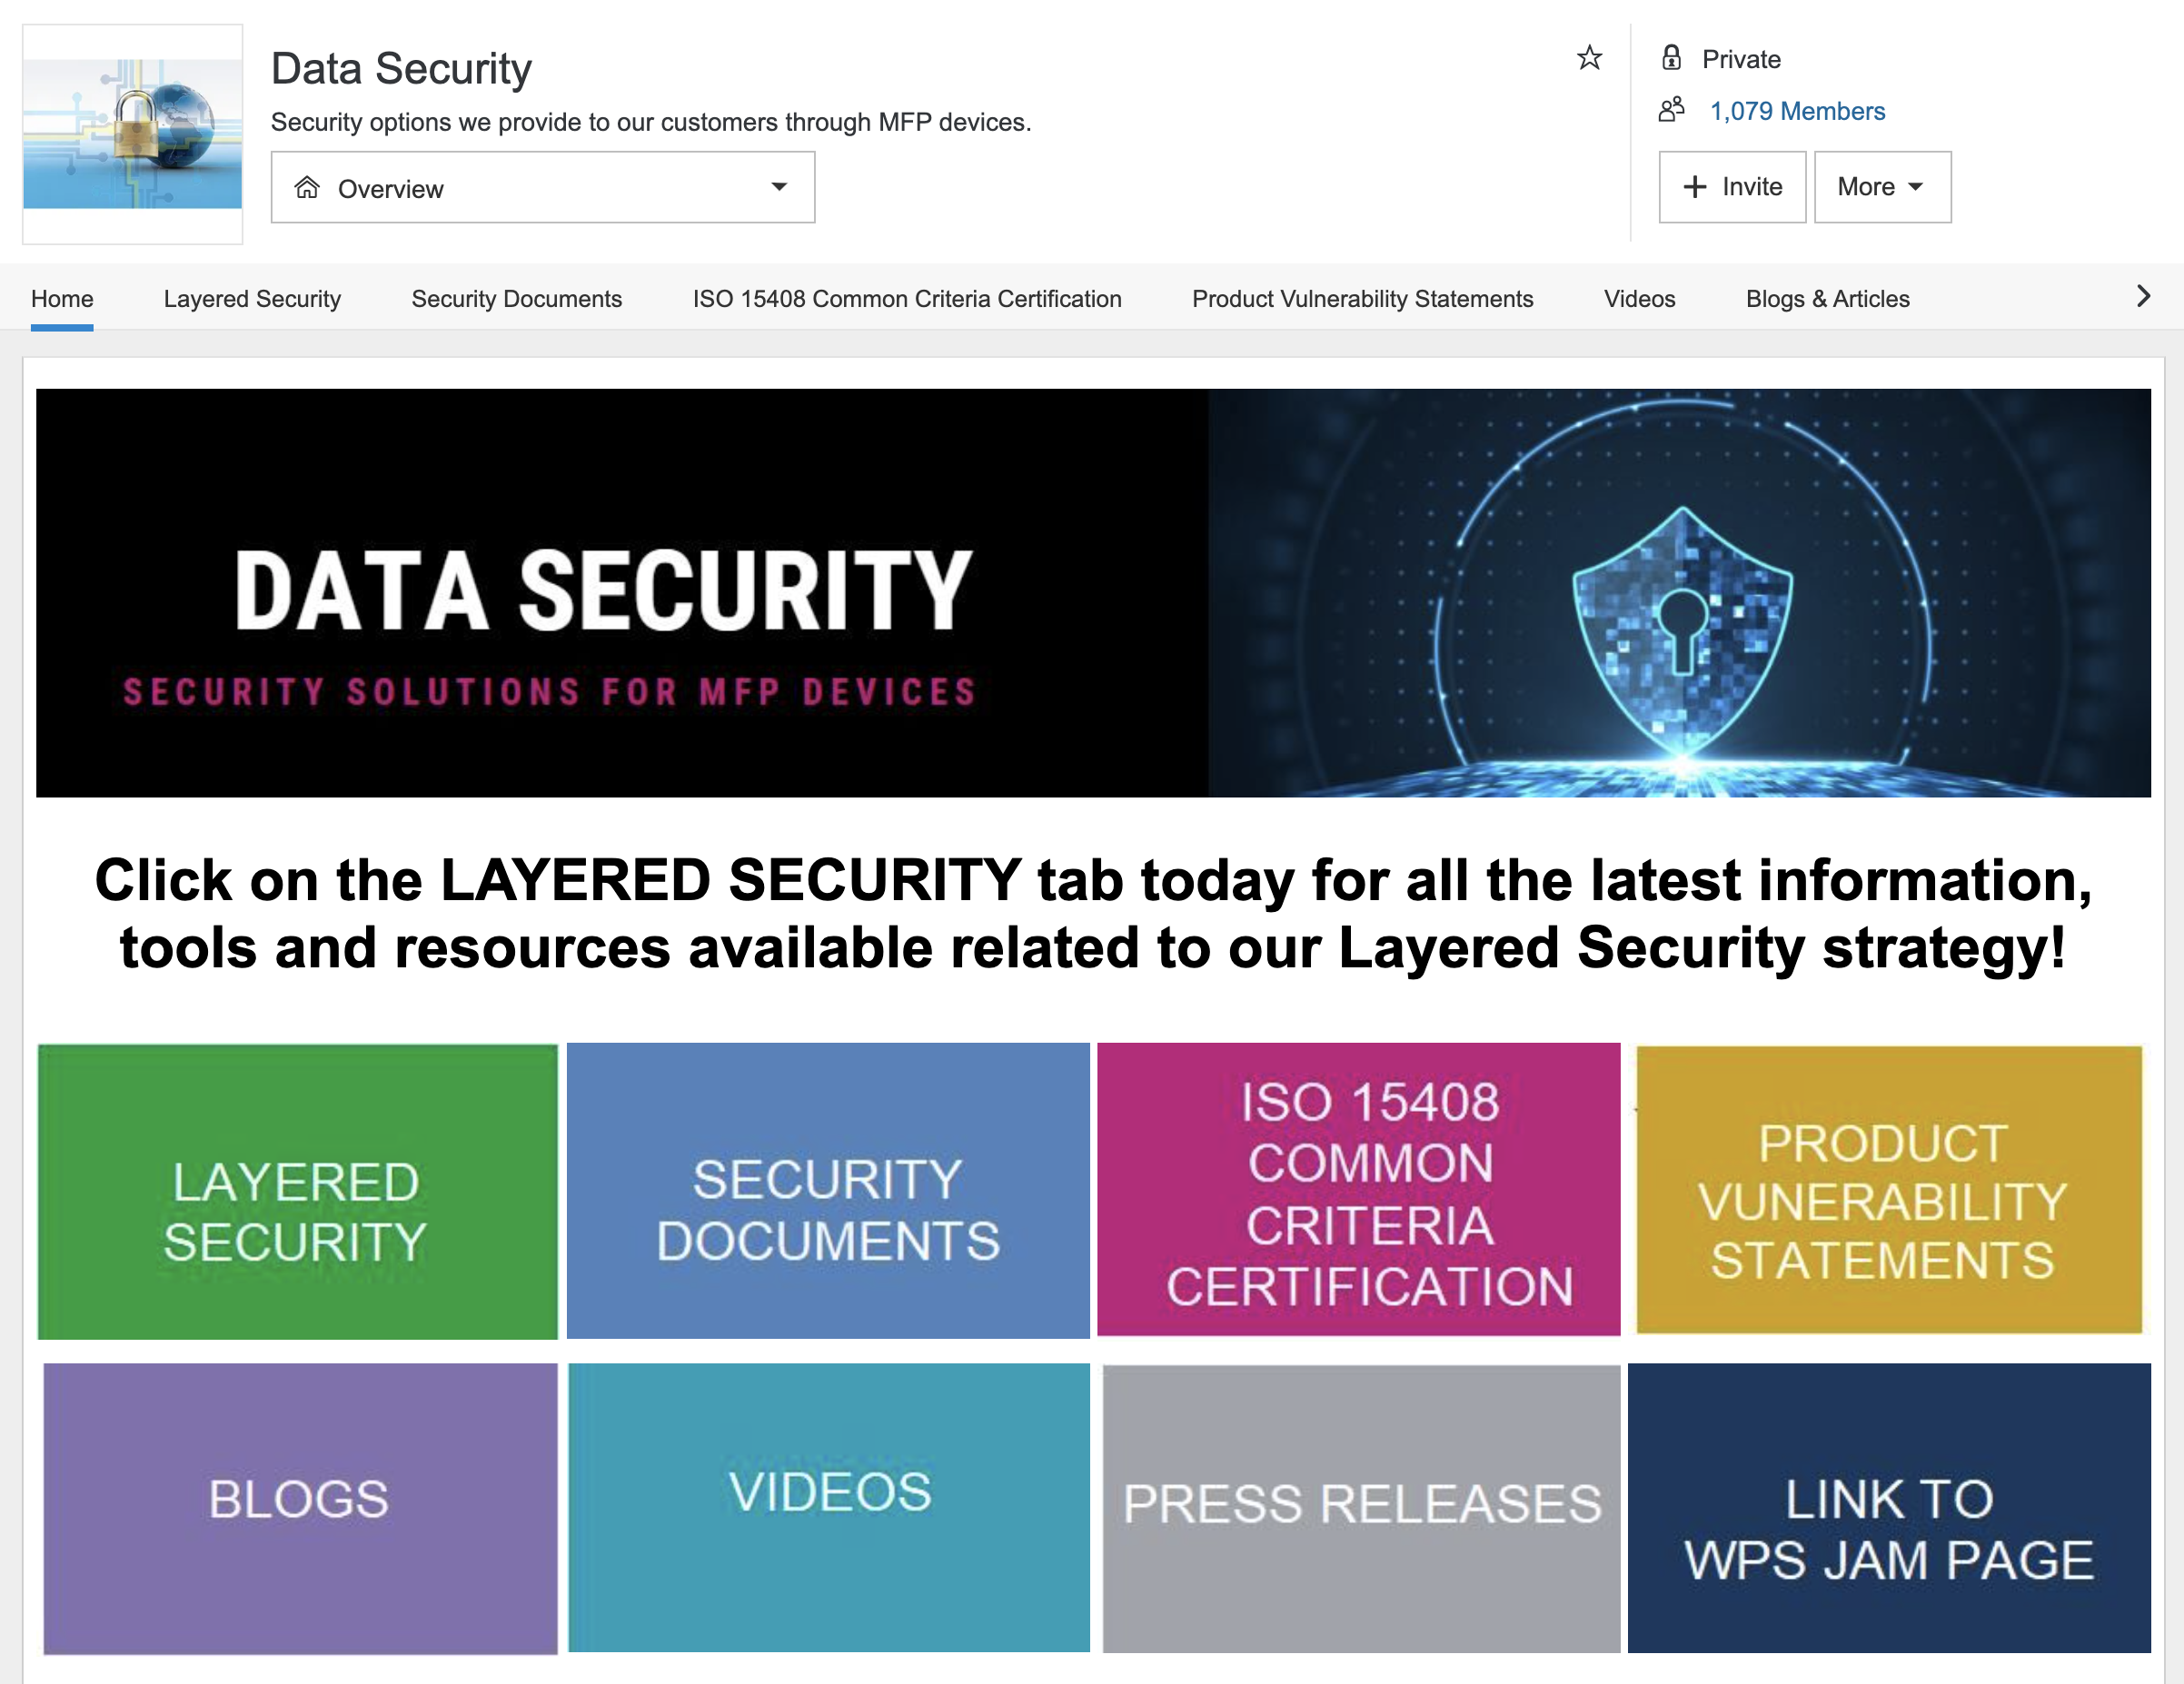 Data Security
Security options we provide to our customers through MFP devices.
Overview
Private
1,079 Members
Invite
More
Home
Layered Security
Security Documents
ISO 15408 Common Criteria Certification
Product Vulnerability Statements
Videos
Blogs & Articles
DATA SECURITY
SECURITY SOLUTIONS FOR MFP DEVICES
Click on the LAYERED SECURITY tab today for all the latest information,
tools and resources available related to our Layered Security strategy!
LAYERED
SECURITY
SECURITY
DOCUMENTS
ISO 15408
COMMON
CRITERIA
CERTIFICATION
PRODUCT
VUNERABILITY
STATEMENTS
BLOGS
VIDEOS
PRESS RELEASES
LINK TO
WPS JAM PAGE